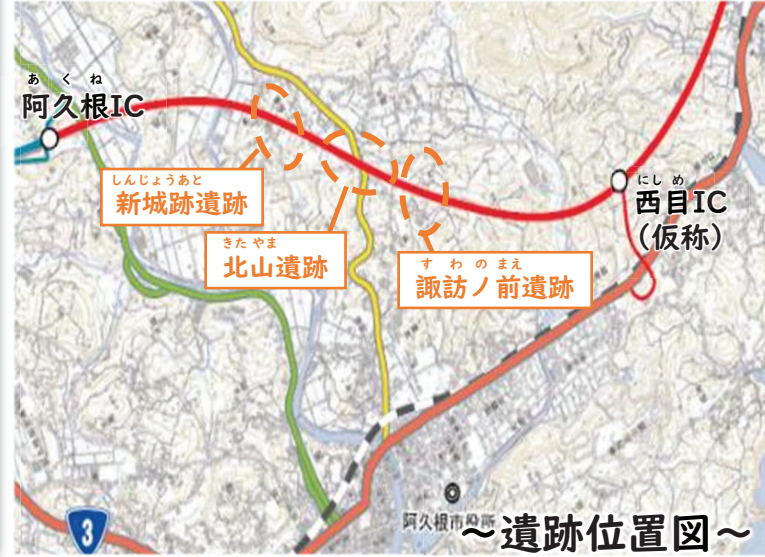 あくね
阿久根IC
しんじょうあと
新城跡遺跡
きたやま
北山遺跡
すわのまえ
諏訪ノ前遺跡
にしめ
西目IC
(仮称)
3
阿久根市役所
～遺跡位置図～